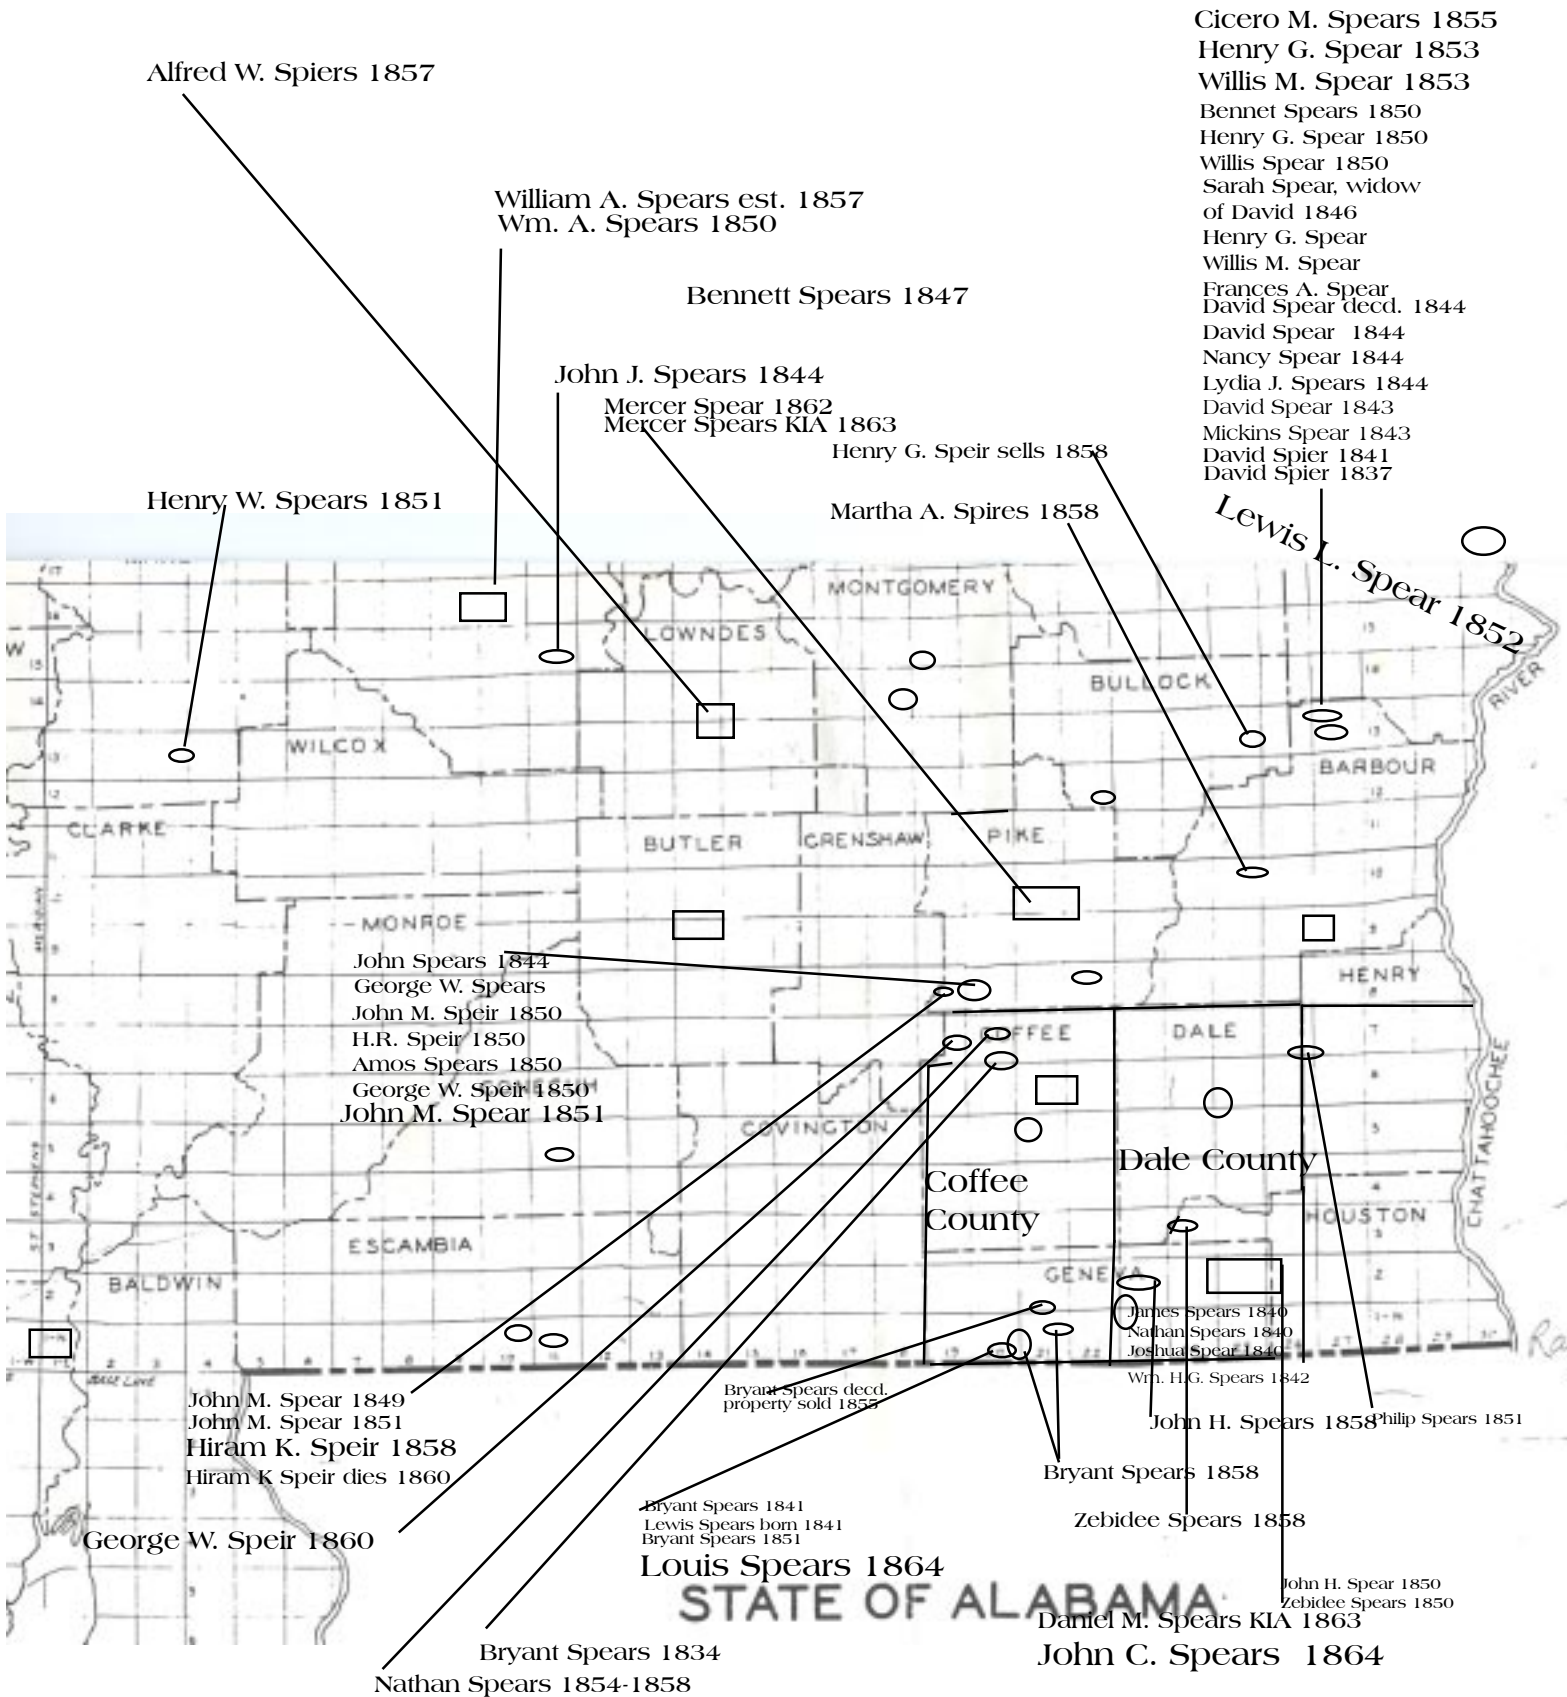 Cicero M. Spears 1855
Henry G. Spear 1853
Willis M. Spear 1853
Bennet Spears 1850
Henry G. Spear 1850
Willis Spear 1850
Sarah Spear, widow
of David 1846
Henry G. Spear
Willis M. Spear
Frances A. Spear
David Spear decd. 1844
David Spear 1844
Nancy Spear 1844
Lydia J. Spears 1844
David Spear 1843
Mickins Spear 1843
David Spier 1841
David Spier 1837
Alfred W. Spiers 1857
William A. Spears est. 1857
Wm. A. Spears 1850
Bennett Spears 1847
John J. Spears 1844
Mercer Spear 1862
Mercer Spears KIA 1863
Henry G. Speir sells 1858
Martha A. Spires 1858
Henry W. Spears 1851
Lewis L. Spear 1852
MONTGOMERY
LOWNDES
BULLOCK
RIVER
WILCOX
BARBOUR
CLARKE
BUTLER
CRENSHAW
PIKE
MONROE
HENRY
John Spears 1844
George W. Spears
John M. Speir 1850
H.R. Speir 1850
Amos Spears 1850
George W. Speir 1850
John M. Spear 1851
COFFEE
DALE
COVINGTON
CHATTAHOOCHEE
Dale County
Coffee
County
HOUSTON
ST STEPHENS
MERIDIAN
ESCAMBIA
BALDWIN
GENEVA
BASE LINE
James Spears 1840
Nathan Spears 1840
Joshua Spear 1840
Wm. H.G. Spears 1842
John M. Spear 1849
John M. Spear 1851
Hiram K. Speir 1858
Hiram K Speir dies 1860
Bryant Spears decd.
property sold 1855
John H. Spears 1858
Philip Spears 1851
Bryant Spears 1858
George W. Speir 1860
Bryant Spears 1841
Lewis Spears born 1841
Bryant Spears 1851
Louis Spears 1864
Zebidee Spears 1858
STATE OF ALABAMA
John H. Spear 1850
Zebidee Spears 1850
Daniel M. Spears KIA 1863
John C. Spears 1864
Bryant Spears 1834
Nathan Spears 1854-1858